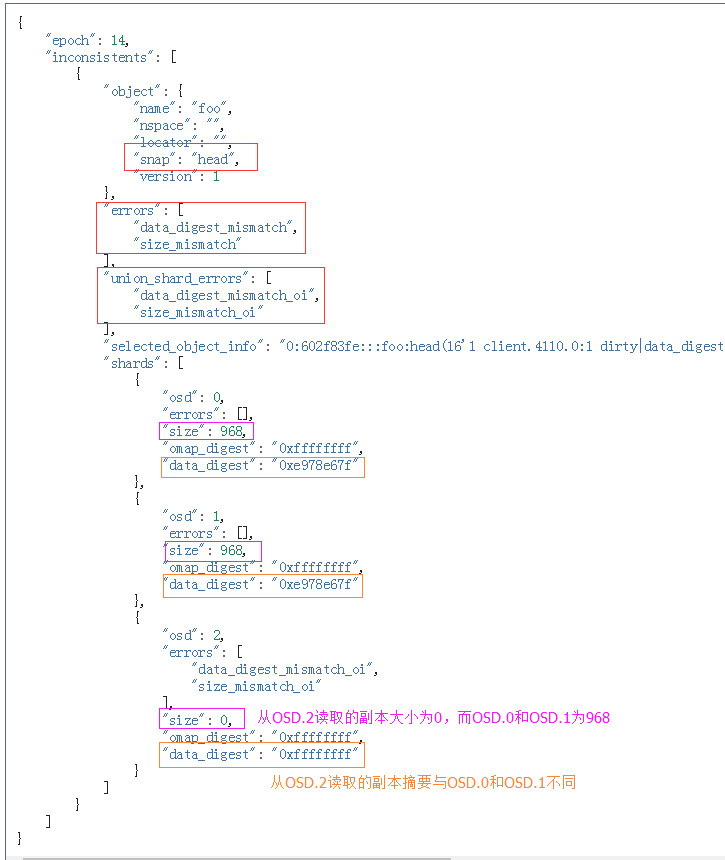 {
"epoch": 14,
"inconsistents": [
{
"object": {
"name": "foo",
"nspace": "",
"locator": "",
"snap": "head",
"version": 1
},
"errors": [
"data_digest_mismatch",
"size_mismatch"
],
"union_shard_errors": [
"data_digest_mismatch_oi",
"size_mismatch_oi"
],
"selected_object_info": "0:602f83fe:::foo:head(16'1 client.4110.0:1 dirty|data_digest
"shards": [
{
"osd": 0,
"errors": [],
"size": 968,
"omap_digest": "0xffffffff",
"data_digest": "0xe978e67f"
},
{
"osd": 1,
"errors": [],
"size": 968,
"omap_digest": "0xffffffff",
"data_digest": "0xe978e67f"
},
{
"osd": 2,
"errors": [
"data_digest_mismatch_oi",
"size_mismatch_oi"
],
"size": 0, 从OSD.2读取的副本大小为0，而OSD.0和OSD.1为968
"omap_digest": "0xffffffff",
"data_digest": "0xffffffff"
从OSD.2读取的副本摘要与OSD.0和OSD.1不同
}
]
}
]
}